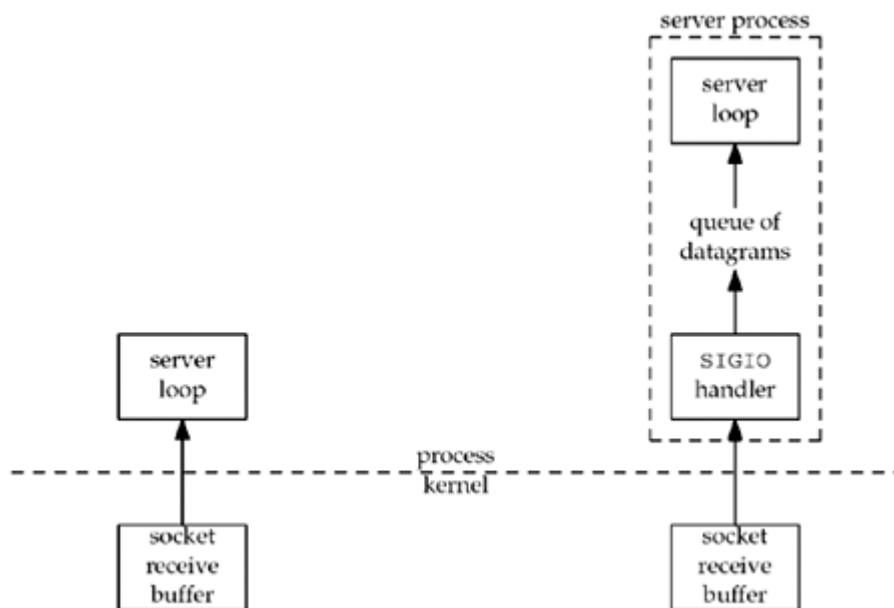 server process
server
loop
queue of
datagrams
server
loop
SIGIO
handler
process
kernel
socket
receive
buffer
socket
receive
buffer